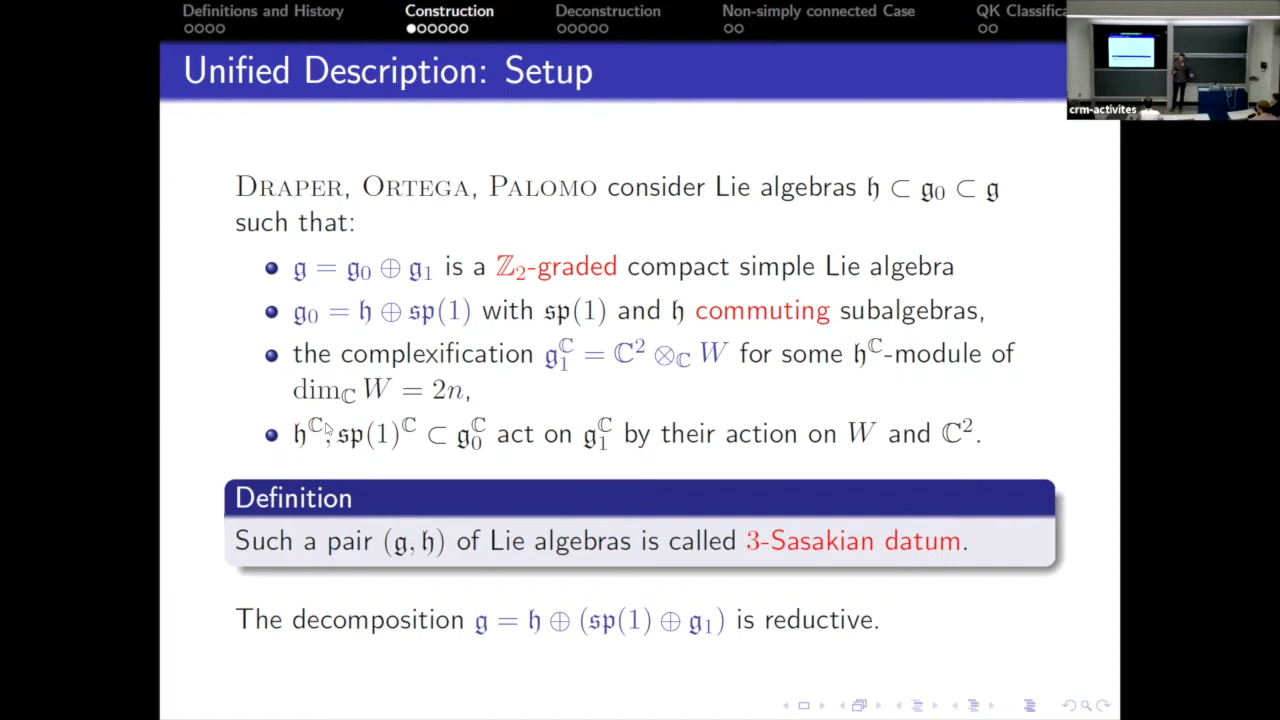 Definitions and History Construction Deconstruction Non-simply connected Case QK Classifica
Unified Description: Setup
crm-activites
DRAPER, ORTEGA, PALOMO consider Lie algebras 𝔥 ⊂ 𝔤₀ ⊂ 𝔤
such that:
𝔤 = 𝔤₀ ⊕ 𝔤₁ is a ℤ₂-graded compact simple Lie algebra
𝔤₀ = 𝔥 ⊕ 𝔰𝔭(1) with 𝔰𝔭(1) and 𝔥 commuting subalgebras,
the complexification 𝔤₁^ℂ = ℂ² ⊗_ℂ W for some 𝔥^ℂ-module of
dim_ℂ W = 2n,
𝔥^ℂ, 𝔰𝔭(1)^ℂ ⊂ 𝔤₀^ℂ act on 𝔤₁^ℂ by their action on W and ℂ².
Definition
Such a pair (𝔤, 𝔥) of Lie algebras is called 3-Sasakian datum.
The decomposition 𝔤 = 𝔥 ⊕ (𝔰𝔭(1) ⊕ 𝔤₁) is reductive.